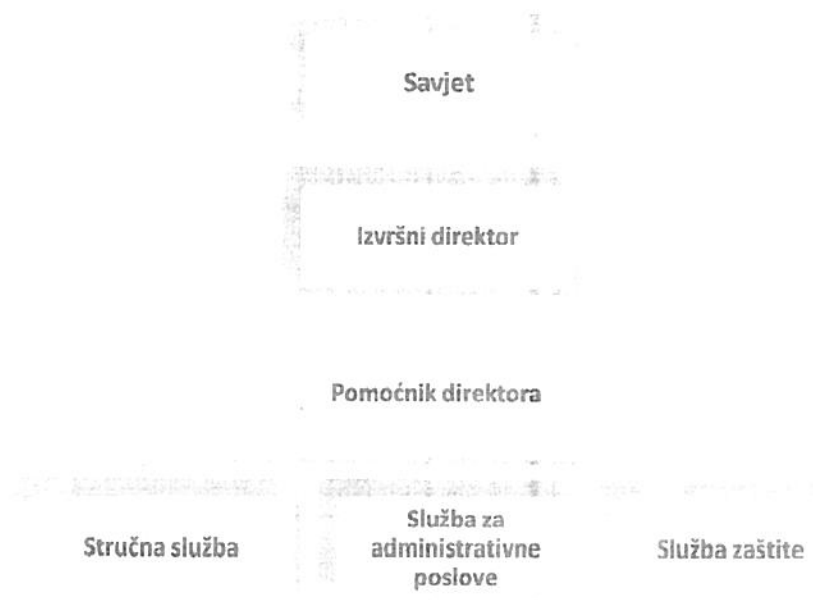 Savjet
Izvršni direktor
Pomoćnik direktora
Stručna služba
Služba za
administrativne
poslove
Služba zaštite